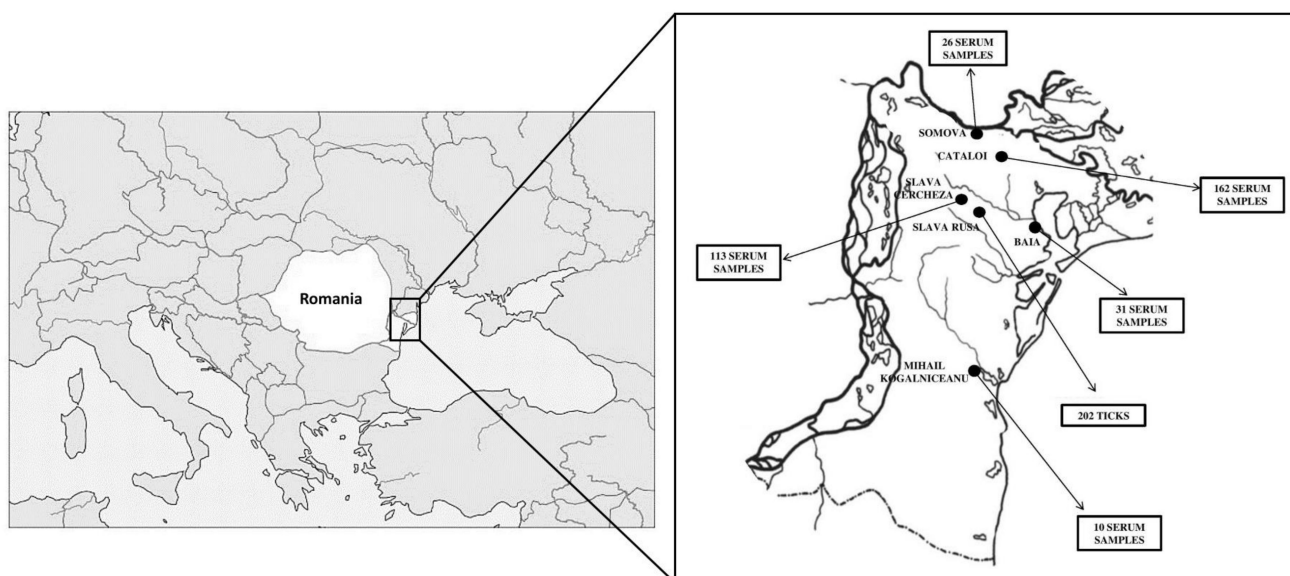 26 SERUM
SAMPLES
SOMOVA
CATALOI
162 SERUM
SAMPLES
SLAVA
CERCHEZA
SLAVA RUSA
BAIA
113 SERUM
SAMPLES
Romania
31 SERUM
SAMPLES
MIHAIL
KOGALNICEANU
202 TICKS
10 SERUM
SAMPLES